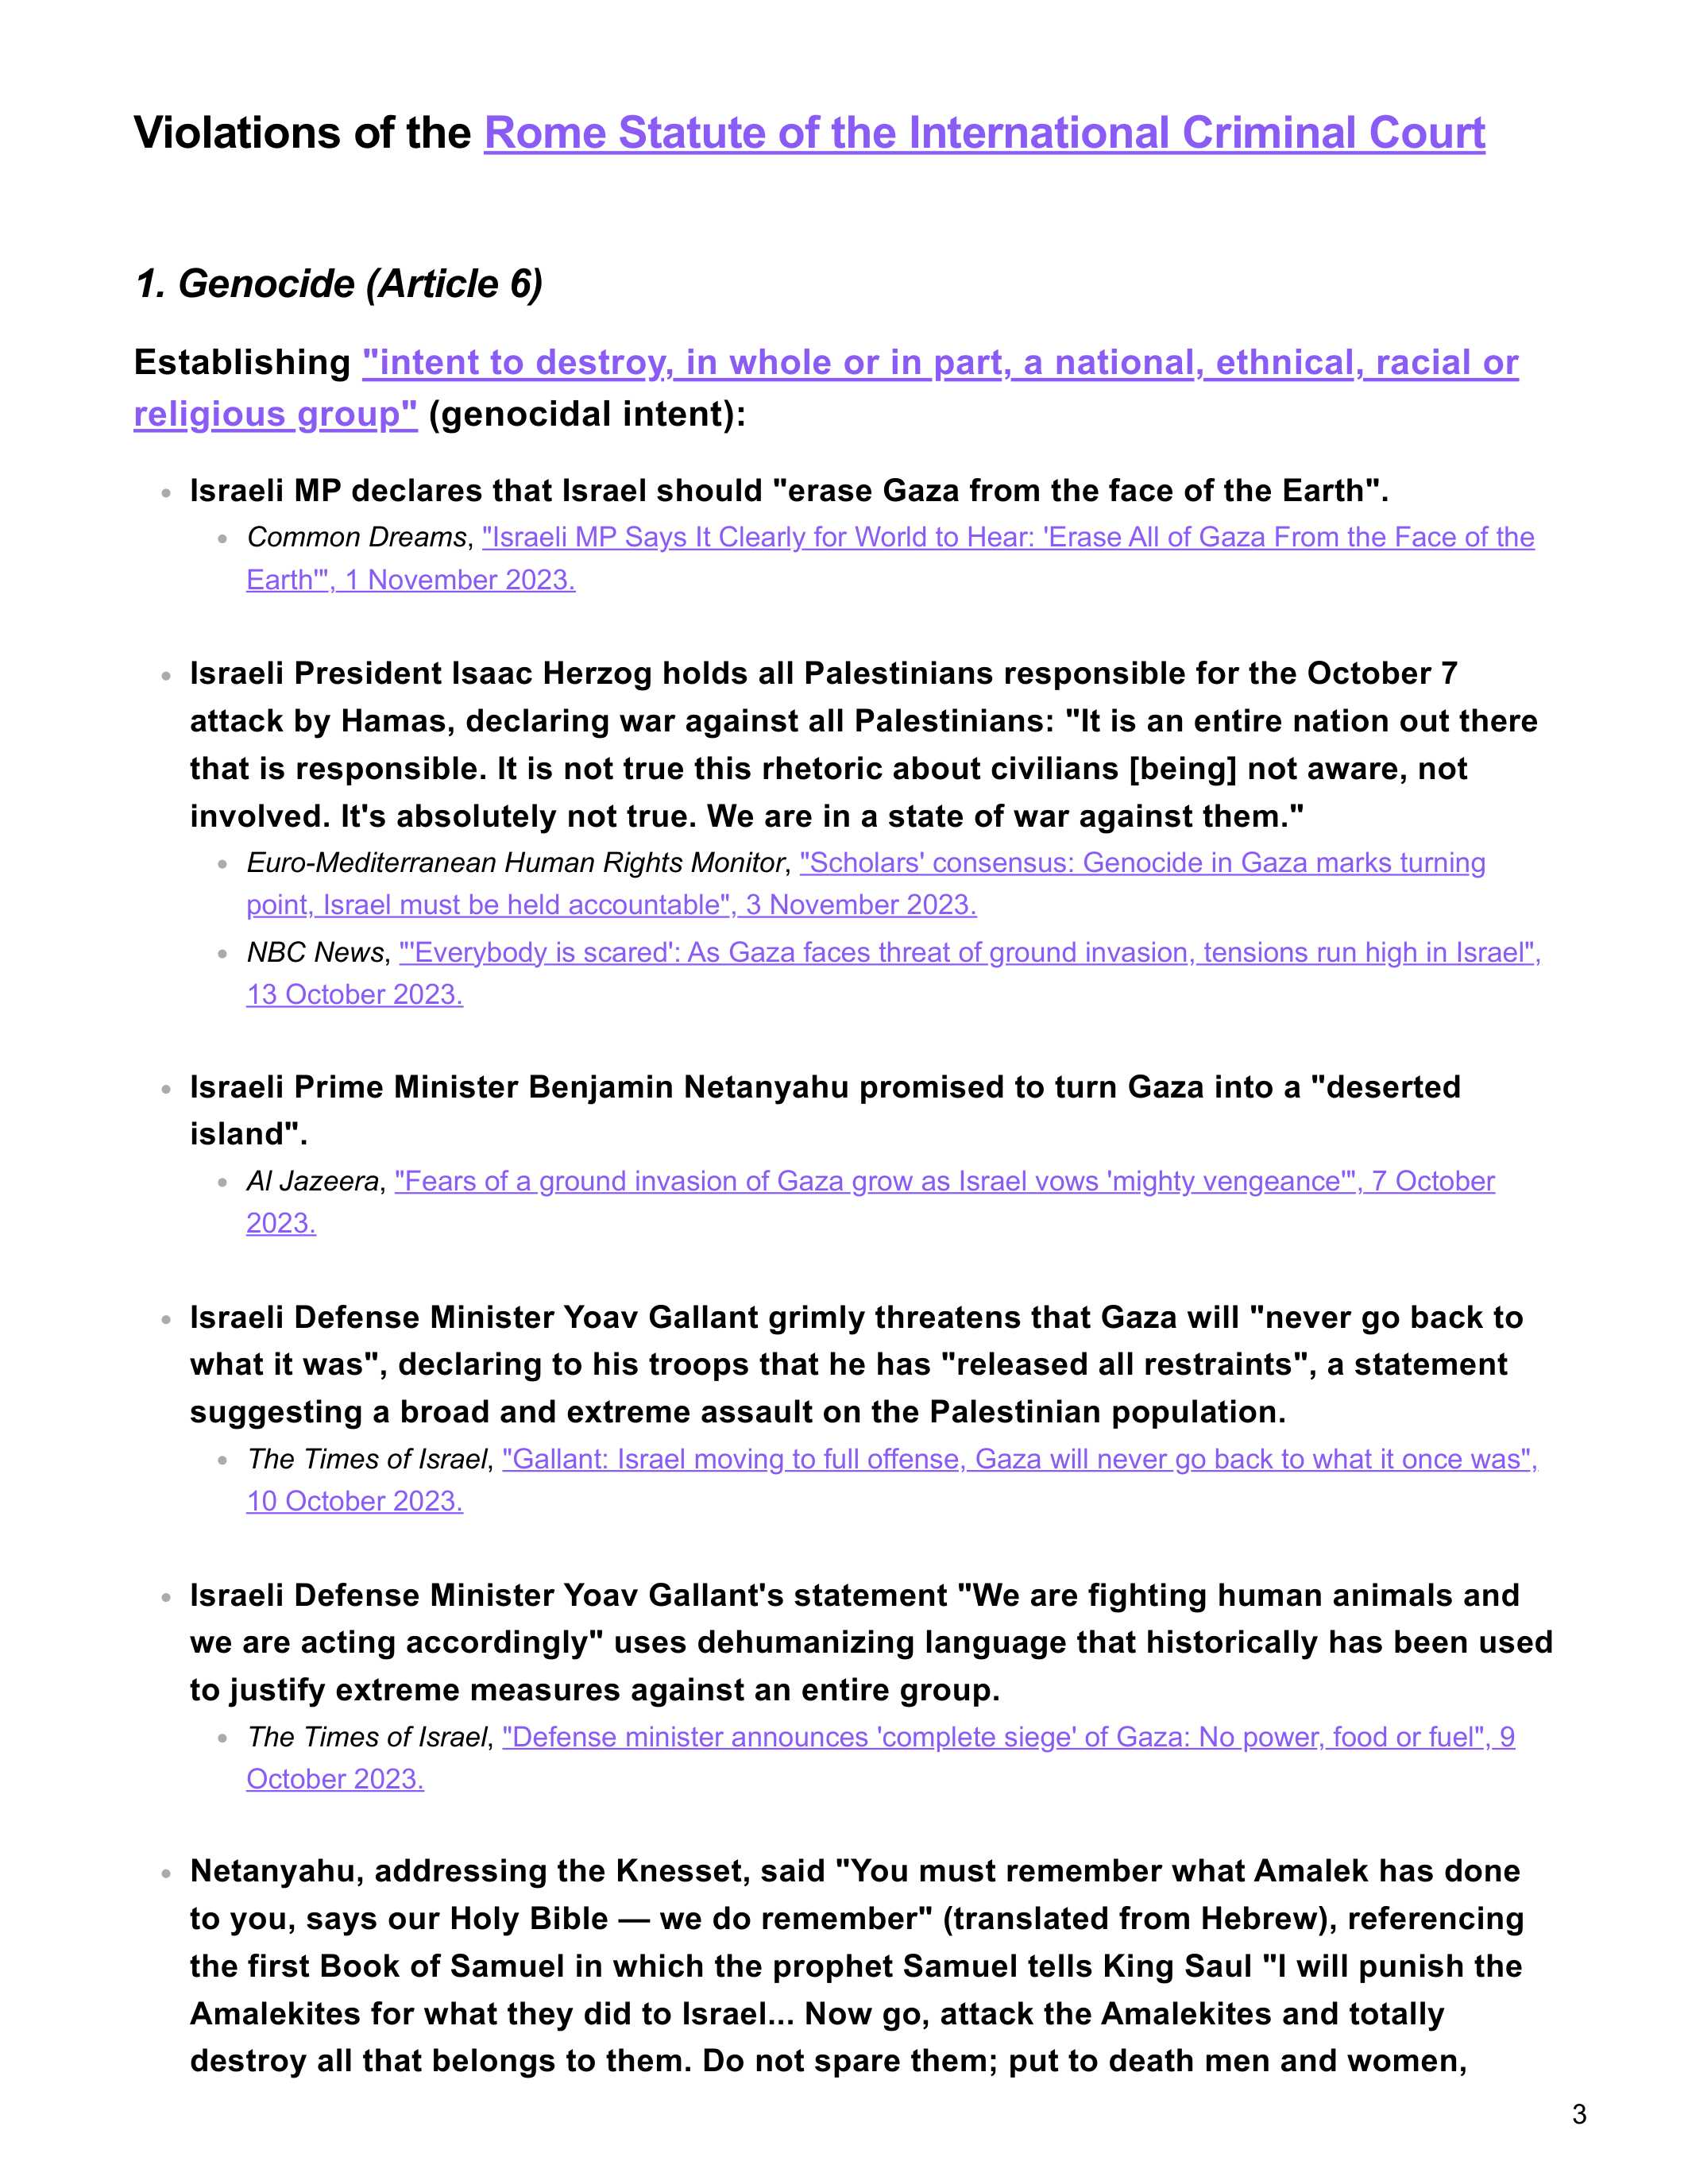 Violations of the Rome Statute of the International Criminal Court
1. Genocide (Article 6)
Establishing "intent to destroy, in whole or in part, a national, ethnical, racial or
religious group" (genocidal intent):
Israeli MP declares that Israel should "erase Gaza from the face of the Earth".
Common Dreams, "Israeli MP Says It Clearly for World to Hear: 'Erase All of Gaza From the Face of the
Earth'", 1 November 2023.
Israeli President Isaac Herzog holds all Palestinians responsible for the October 7
attack by Hamas, declaring war against all Palestinians: "It is an entire nation out there
that is responsible. It is not true this rhetoric about civilians [being] not aware, not
involved. It's absolutely not true. We are in a state of war against them."
Euro-Mediterranean Human Rights Monitor, "Scholars' consensus: Genocide in Gaza marks turning
point, Israel must be held accountable", 3 November 2023.
NBC News, "'Everybody is scared': As Gaza faces threat of ground invasion, tensions run high in Israel",
13 October 2023.
Israeli Prime Minister Benjamin Netanyahu promised to turn Gaza into a "deserted
island".
Al Jazeera, "Fears of a ground invasion of Gaza grow as Israel vows 'mighty vengeance'", 7 October
2023.
Israeli Defense Minister Yoav Gallant grimly threatens that Gaza will "never go back to
what it was", declaring to his troops that he has "released all restraints", a statement
suggesting a broad and extreme assault on the Palestinian population.
The Times of Israel, "Gallant: Israel moving to full offense, Gaza will never go back to what it once was",
10 October 2023.
Israeli Defense Minister Yoav Gallant's statement "We are fighting human animals and
we are acting accordingly" uses dehumanizing language that historically has been used
to justify extreme measures against an entire group.
The Times of Israel, "Defense minister announces 'complete siege' of Gaza: No power, food or fuel", 9
October 2023.
Netanyahu, addressing the Knesset, said "You must remember what Amalek has done
to you, says our Holy Bible — we do remember" (translated from Hebrew), referencing
the first Book of Samuel in which the prophet Samuel tells King Saul "I will punish the
Amalekites for what they did to Israel... Now go, attack the Amalekites and totally
destroy all that belongs to them. Do not spare them; put to death men and women,
3